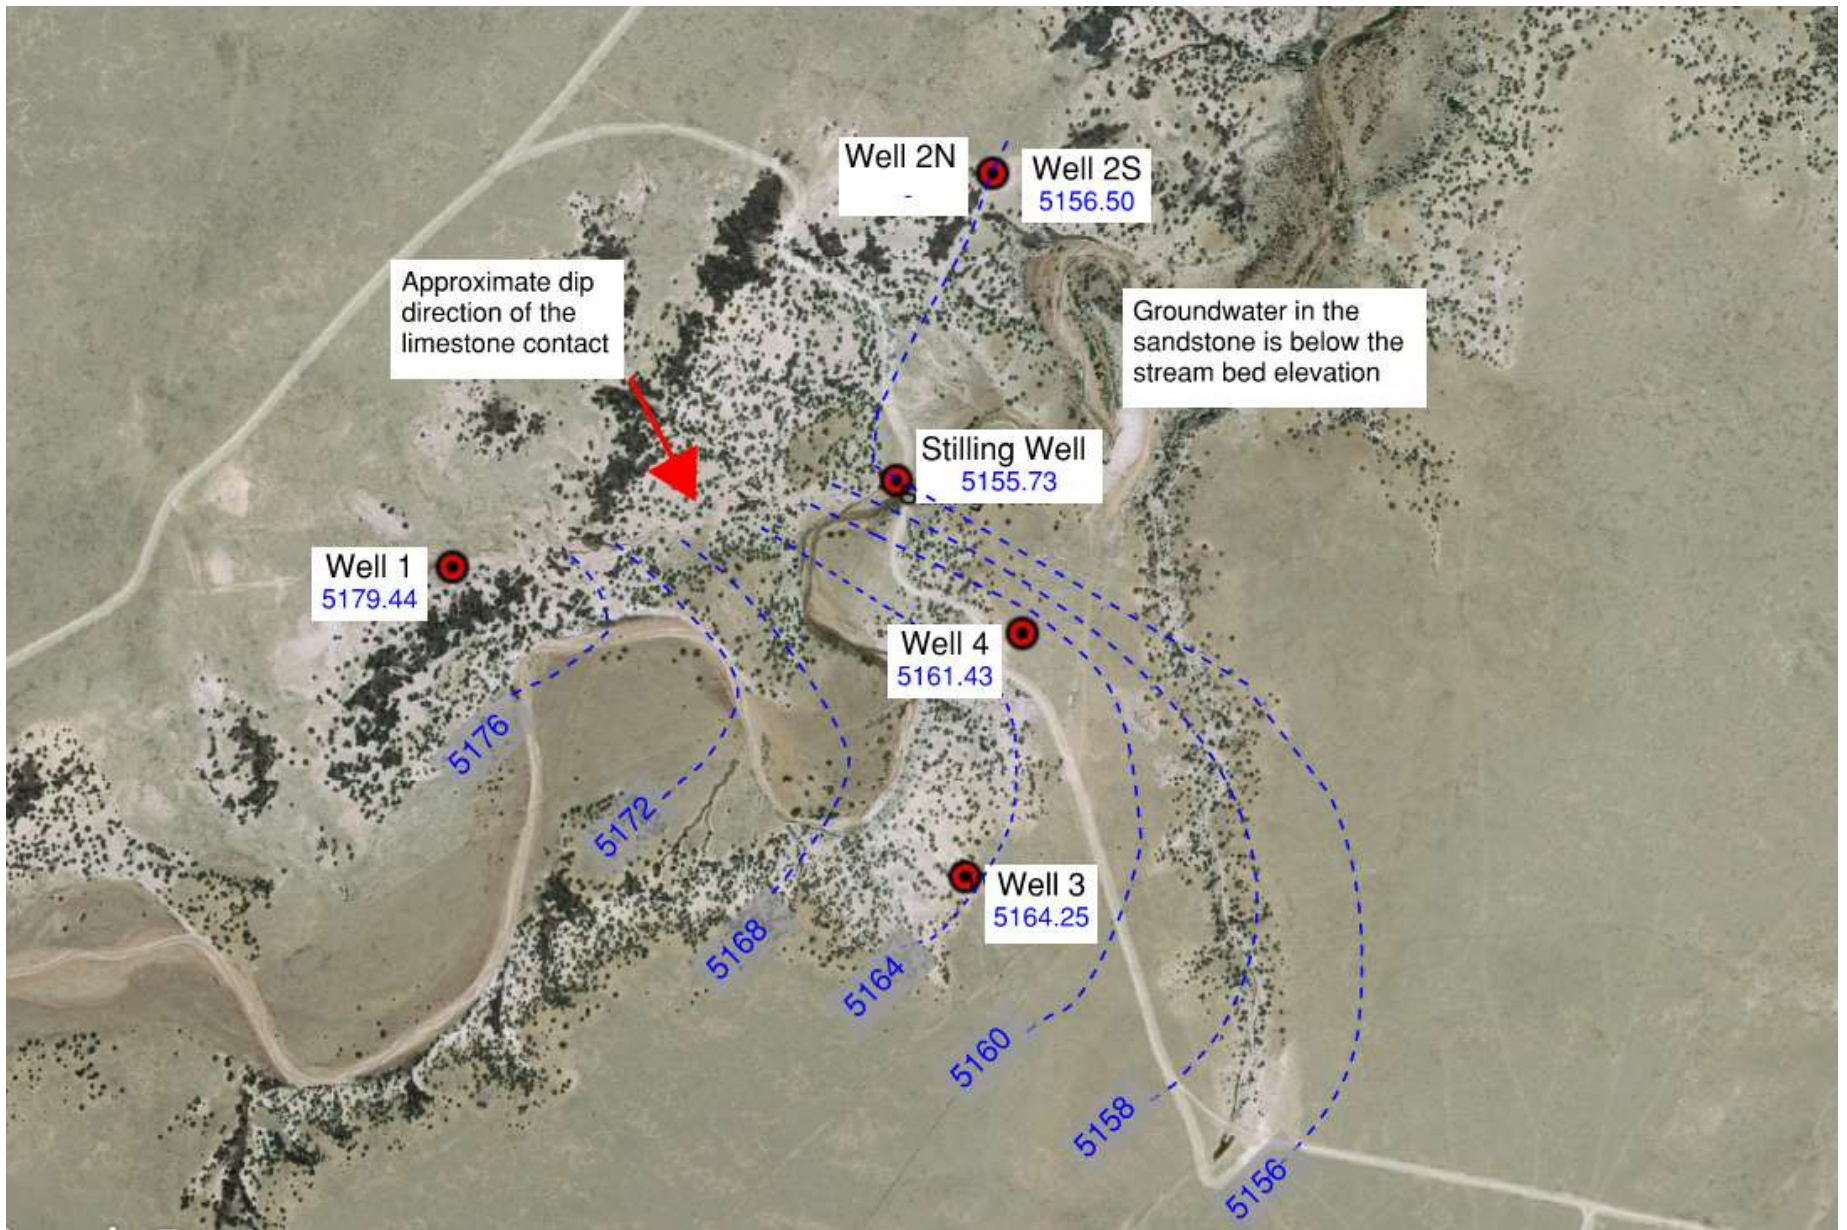 Well 2N
-
Well 2S
5156.50
Approximate dip
direction of the
limestone contact
Groundwater in the
sandstone is below the
stream bed elevation
Stilling Well
5155.73
Well 1
5179.44
Well 4
5161.43
Well 3
5164.25
5176
5172
5168
5164
5160
5158
5156